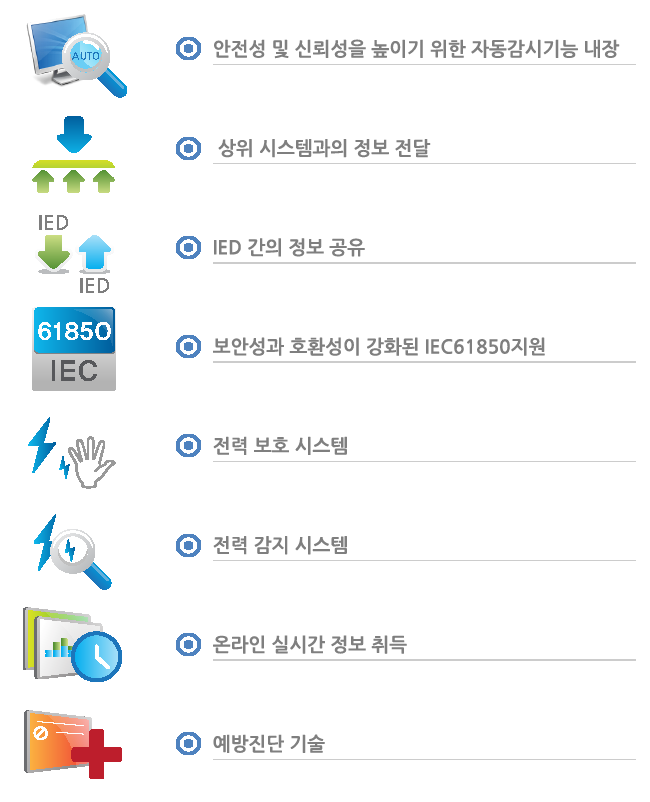 AUTO
안전성 및 신뢰성을 높이기 위한 자동감시기능 내장
상위 시스템과의 정보 전달
IED
IED
IED 간의 정보 공유
61850
IEC
보안성과 호환성이 강화된 IEC61850지원
전력 보호 시스템
전력 감지 시스템
온라인 실시간 정보 취득
예방진단 기술